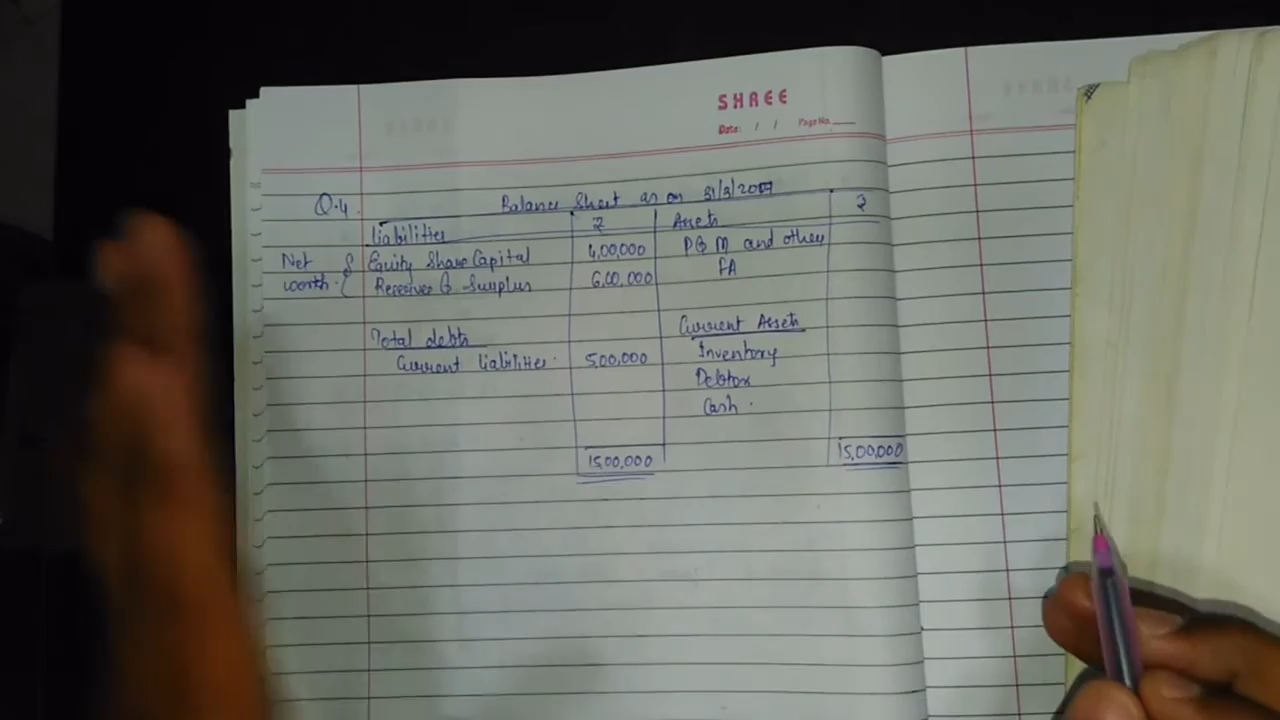 SHREE
Date: / / Page No.
Q.4 Balance Sheet as on 31/3/2007
Liabilities ₹ Assets ₹
Net worth. { Equity Share Capital 4,00,000 P&M and other FA
Reserves & Surplus 6,00,000
Total debts Current Assets
Current liabilities. 5,00,000 Inventory
Debtor
Cash.
15,00,000 15,00,000